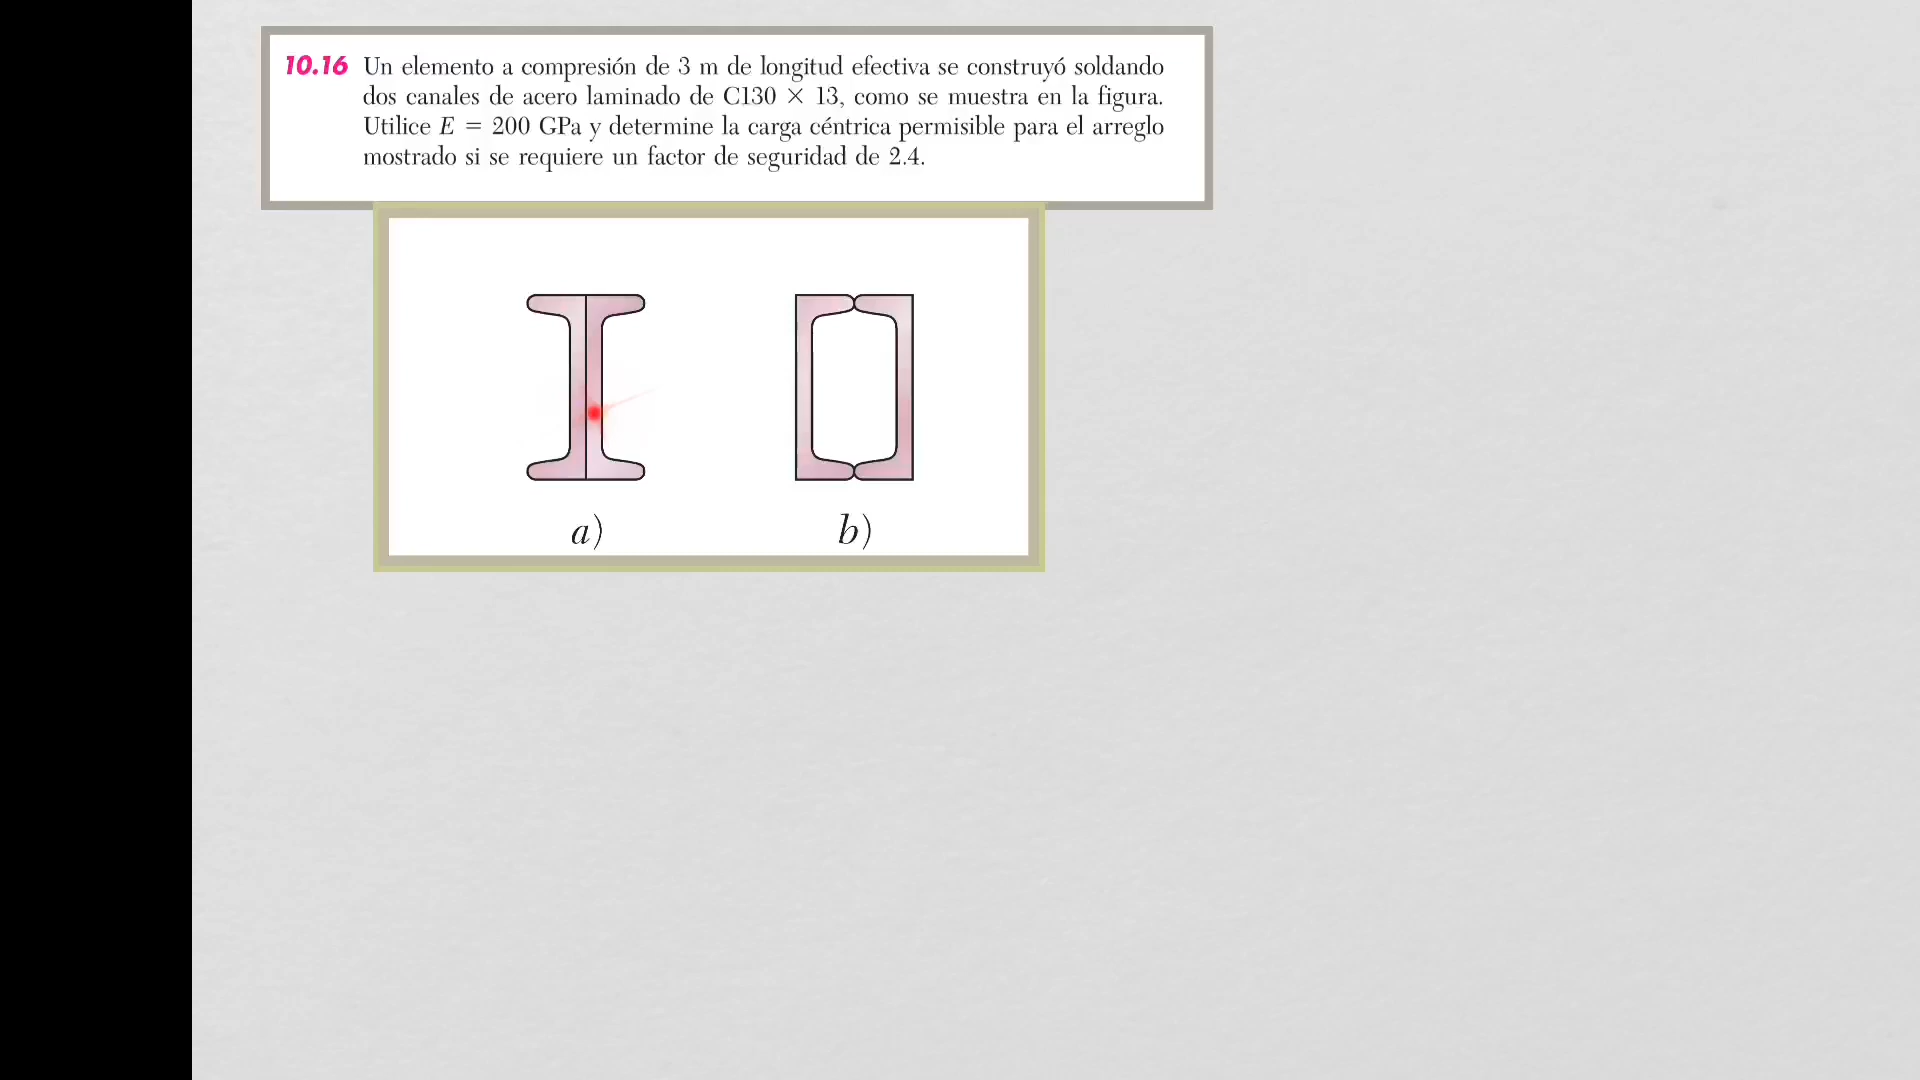 10.16 Un elemento a compresión de 3 m de longitud efectiva se construyó soldando
dos canales de acero laminado de C130 × 13, como se muestra en la figura.
Utilice E = 200 GPa y determine la carga céntrica permisible para el arreglo
mostrado si se requiere un factor de seguridad de 2.4.
a) b)